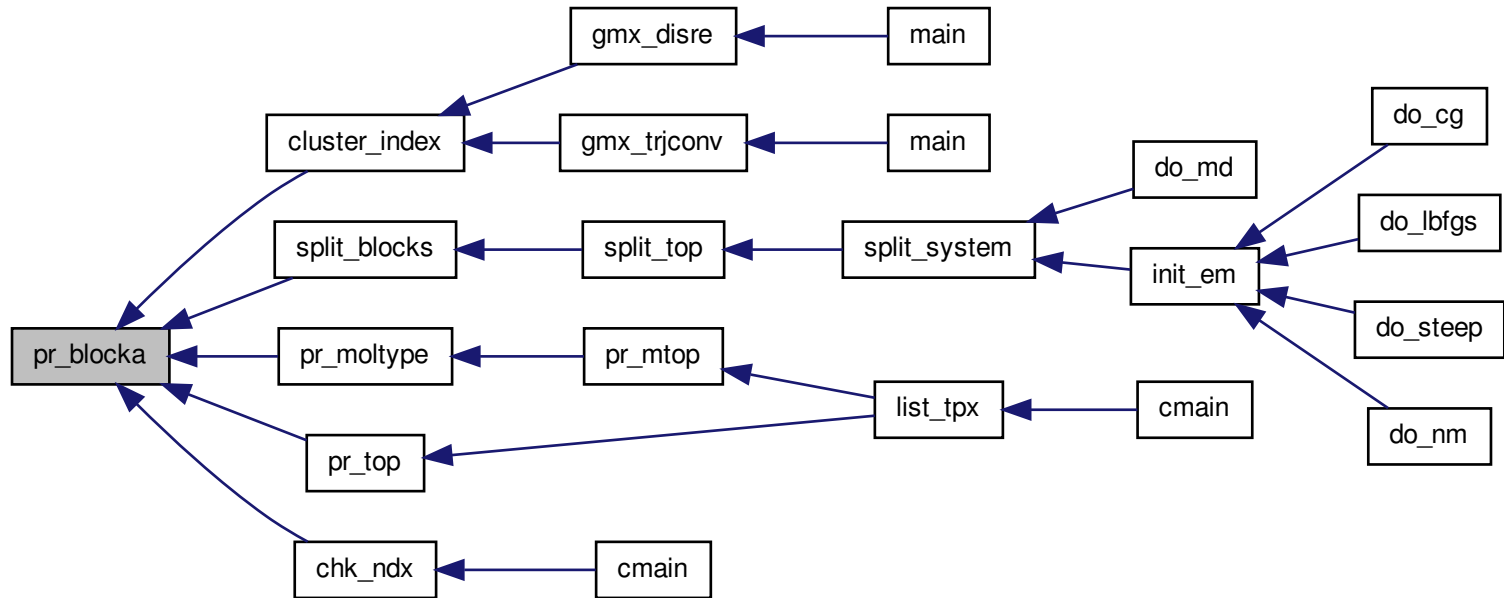 gmx_disre
main
cluster_index
gmx_trjconv
main
do_cg
do_md
do_lbfgs
split_blocks
split_top
split_system
init_em
do_steep
pr_blocka
pr_moltype
pr_mtop
list_tpx
cmain
do_nm
pr_top
chk_ndx
cmain